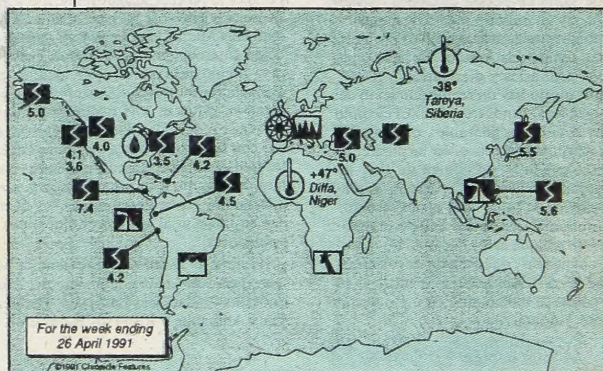 -38°
Tareya,
Siberia
5.0
4.1
3.6
4.0
3.5
4.2
5.0
5.5
+47°
Diffa,
Niger
7.4
4.5
5.6
4.2
For the week ending
26 April 1991
©1991 Chronicle Features